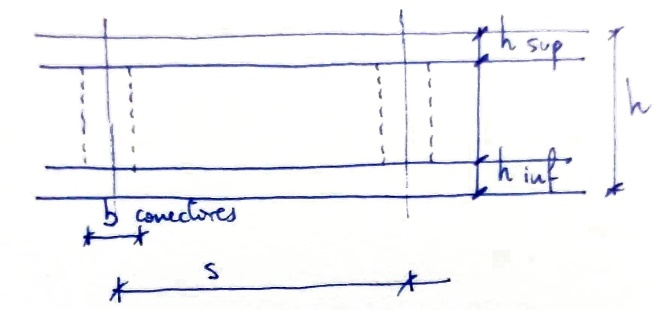 h sup
h
h inf
b conectores
s